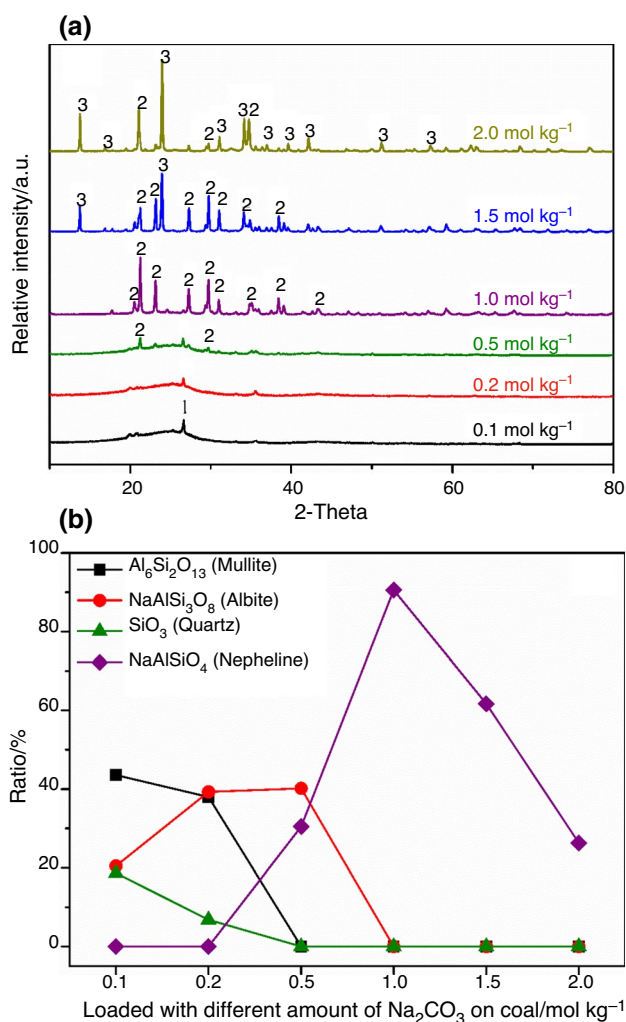 (a)
3 3 2 3 2 3 3 2 3 3 3 3 3
2.0 mol kg⁻¹
3 2 2 3 2 2 2 2 2
1.5 mol kg⁻¹
2 2 2 2 2 2 2 2 2
1.0 mol kg⁻¹
2 2
0.5 mol kg⁻¹
0.2 mol kg⁻¹
1
0.1 mol kg⁻¹
Relative intensity/a.u.
20 40 60 80
2-Theta
(b)
100
80
60
40
20
0
Ratio/%
Al₆Si₂O₁₃ (Mullite)
NaAlSi₃O₈ (Albite)
SiO₃ (Quartz)
NaAlSiO₄ (Nepheline)
0.1 0.2 0.5 1.0 1.5 2.0
Loaded with different amount of Na₂CO₃ on coal/mol kg⁻¹